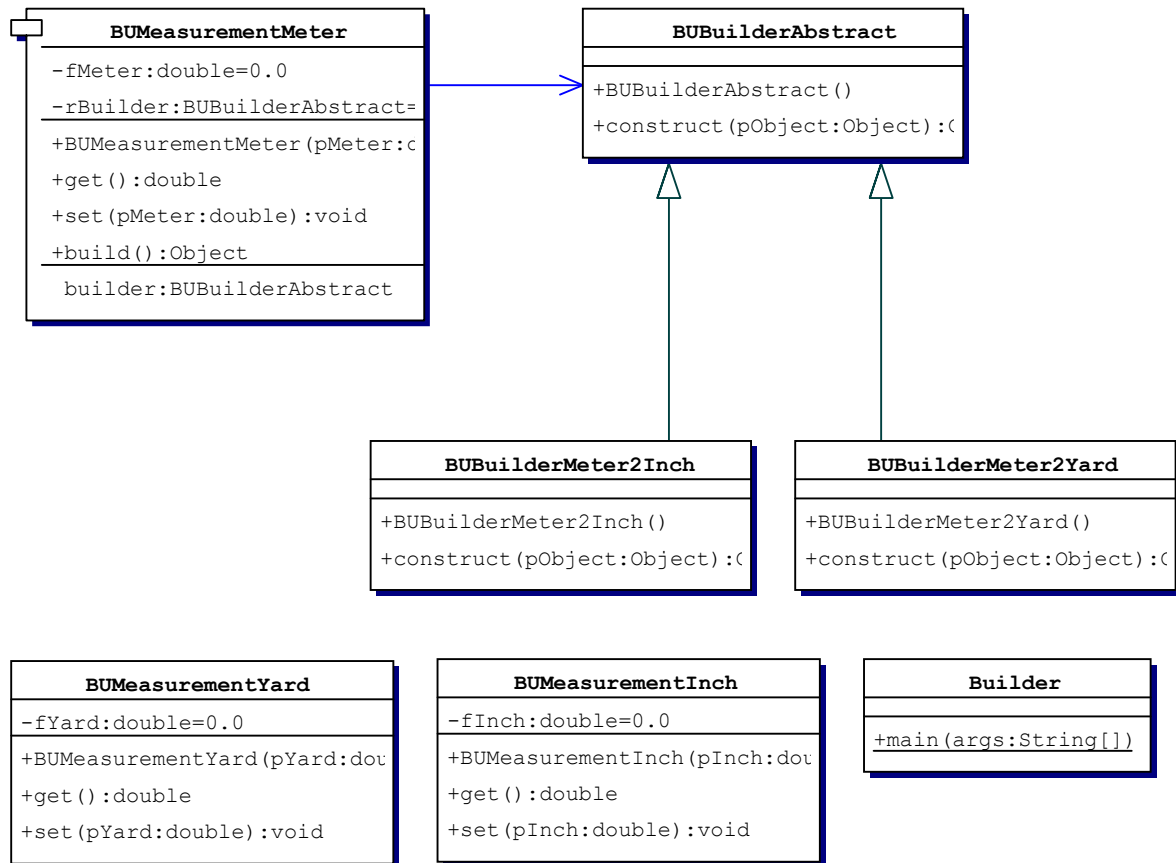 BUMeasurementMeter
-fMeter:double=0.0
-rBuilder:BUBuilderAbstract=
+BUMeasurementMeter(pMeter:
+get():double
+set(pMeter:double):void
+build():Object
builder:BUBuilderAbstract
BUBuilderAbstract
+BUBuilderAbstract()
+construct(pObject:Object):
BUBuilderMeter2Inch
+BUBuilderMeter2Inch()
+construct(pObject:Object):
BUBuilderMeter2Yard
+BUBuilderMeter2Yard()
+construct(pObject:Object):
BUMeasurementYard
-fYard:double=0.0
+BUMeasurementYard(pYard:dou
+get():double
+set(pYard:double):void
BUMeasurementInch
-fInch:double=0.0
+BUMeasurementInch(pInch:dou
+get():double
+set(pInch:double):void
Builder
+main(args:String[])